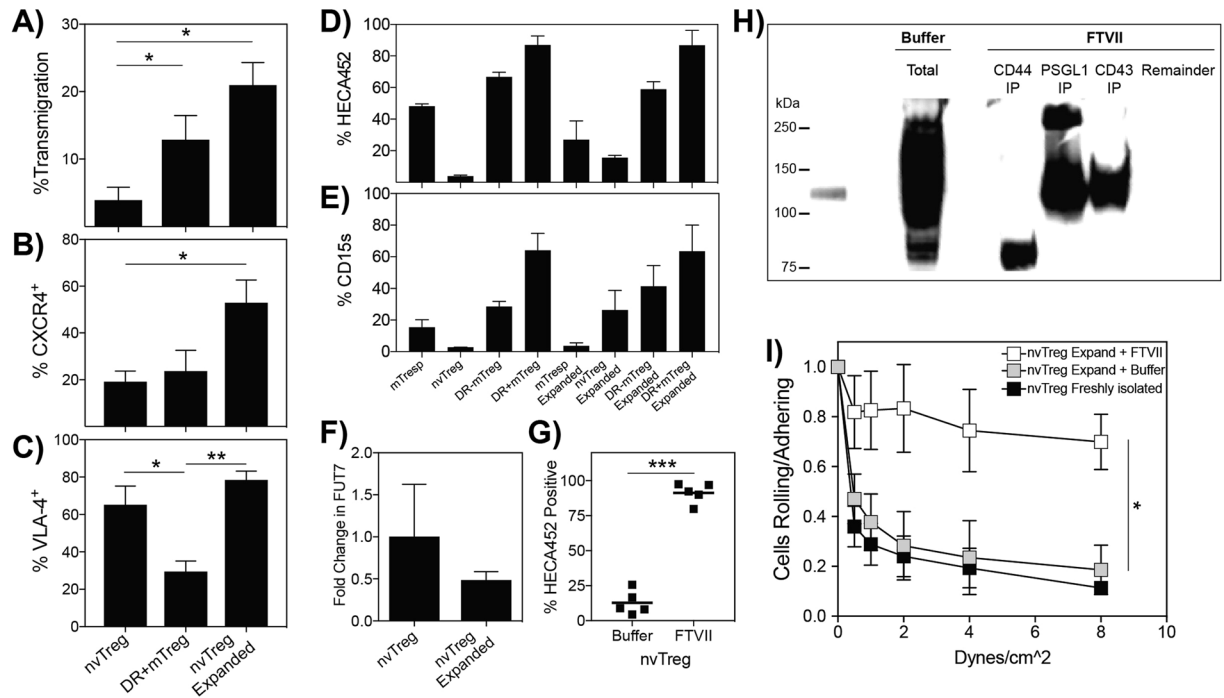 A)
30
20
10
0
%Transmigration
*
*
B)
80
60
40
20
0
% CXCR4+
*
C)
100
80
60
40
20
0
% VLA-4+
*
**
nvTreg
DR+mTreg
nvTreg
Expanded
D)
100
80
60
40
20
0
% HECA452
E)
100
80
60
40
20
0
% CD15s
mTresp
nvTreg
DR-mTreg
DR+mTreg
mTresp
Expanded
nvTreg
Expanded
DR-mTreg
Expanded
DR+mTreg
Expanded
F)
2.0
1.5
1.0
0.5
0.0
Fold Change in FUT7
nvTreg
nvTreg
Expanded
G)
100
75
50
25
0
% HECA452 Positive
***
Buffer
FTVII
nvTreg
H)
Buffer
FTVII
Total
CD44
IP
PSGL1
IP
CD43
IP
Remainder
kDa
250
150
100
75
I)
nvTreg Expand + FTVII
nvTreg Expand + Buffer
nvTreg Freshly isolated
1.0
0.8
0.6
0.4
0.2
0.0
Cells Rolling/Adhering
*
0
2
4
6
8
10
Dynes/cm^2